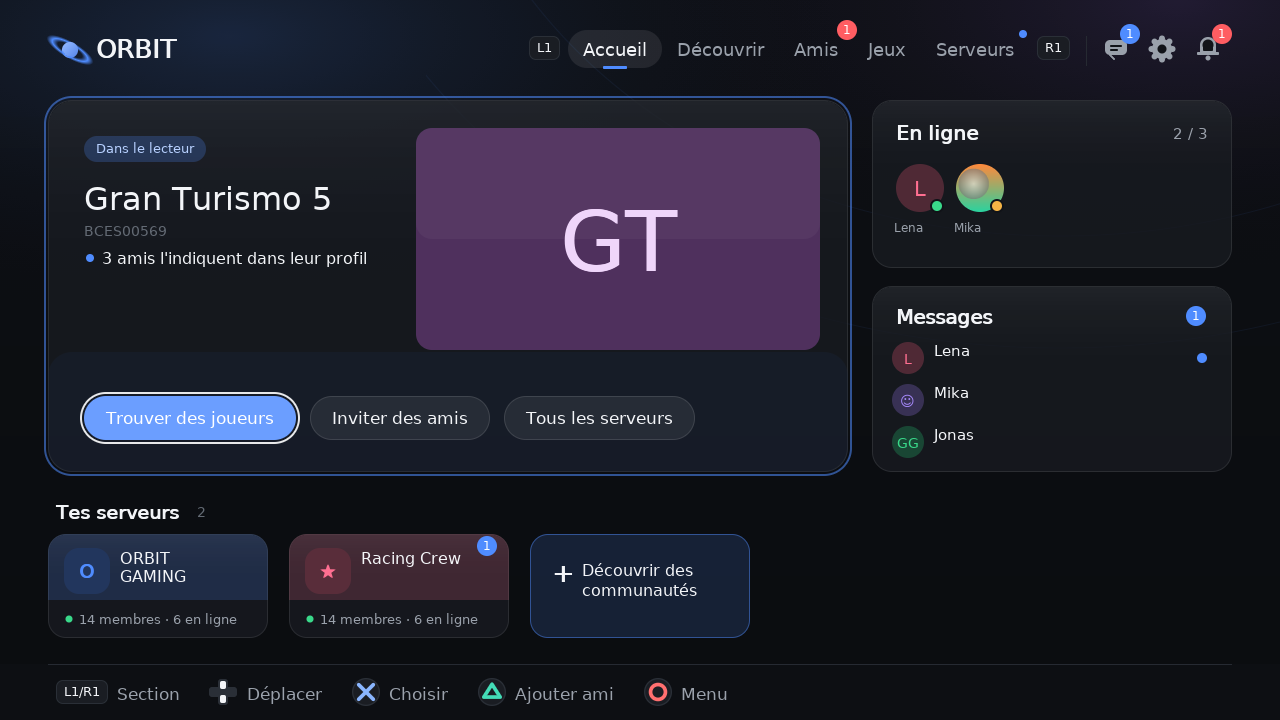 ORBIT
L1
Accueil
Découvrir
Amis
1
Jeux
Serveurs
R1
1
1
Dans le lecteur
Gran Turismo 5
BCES00569
3 amis l'indiquent dans leur profil
GT
Trouver des joueurs
Inviter des amis
Tous les serveurs
En ligne
2 / 3
L
Lena
Mika
Messages
1
L
Lena
Mika
GG
Jonas
Tes serveurs
2
O
ORBIT
GAMING
14 membres · 6 en ligne
Racing Crew
1
14 membres · 6 en ligne
+
Découvrir des
communautés
L1/R1
Section
Déplacer
Choisir
Ajouter ami
Menu